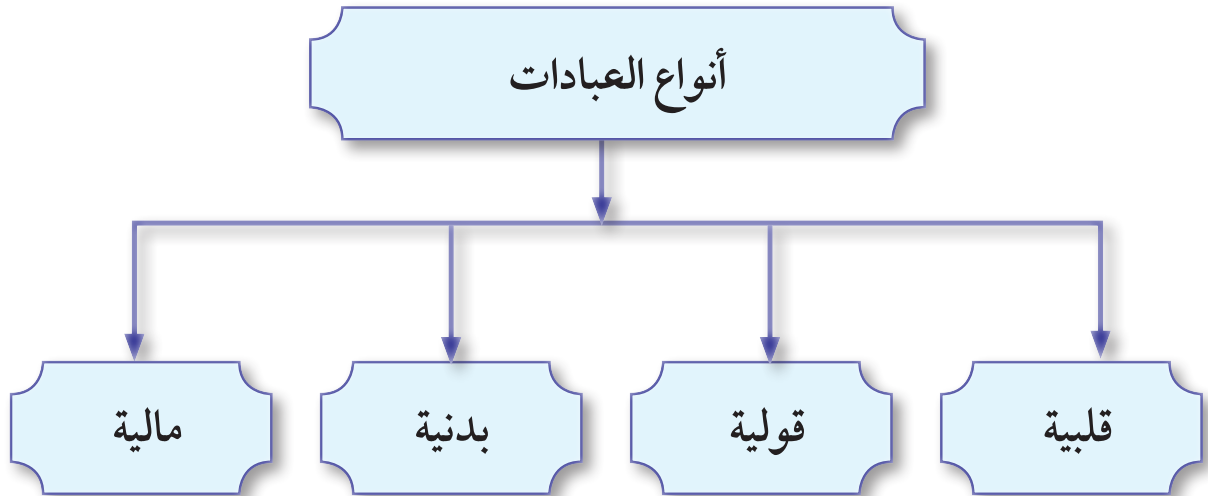 أنواع العبادات
قلبية
قولية
بدنية
مالية